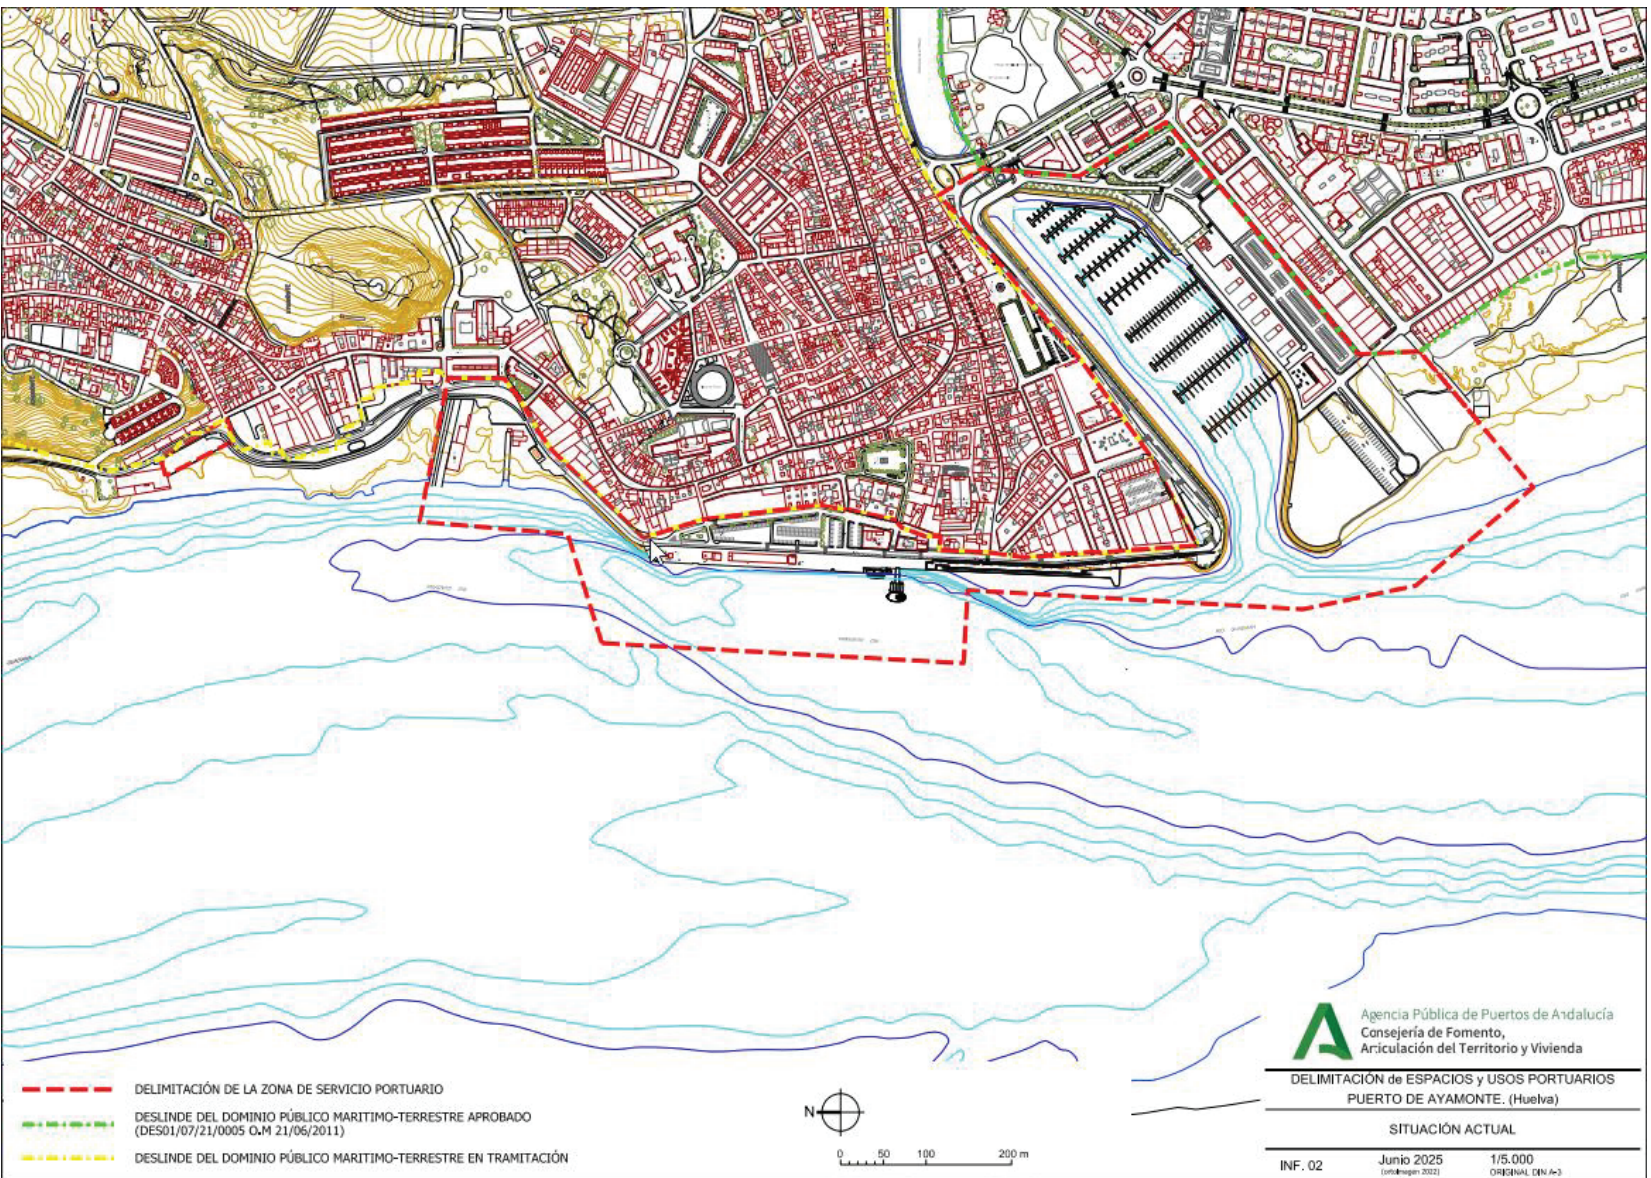 DELIMITACIÓN DE LA ZONA DE SERVICIO PORTUARIO
DESLINDE DEL DOMINIO PÚBLICO MARITIMO-TERRESTRE APROBADO
(DES01/07/21/0005 O.M 21/06/2011)
DESLINDE DEL DOMINIO PÚBLICO MARITIMO-TERRESTRE EN TRAMITACIÓN
N
0 50 100 200 m
Agencia Pública de Puertos de Andalucía
Consejería de Fomento,
Articulación del Territorio y Vivienda
DELIMITACIÓN de ESPACIOS y USOS PORTUARIOS
PUERTO DE AYAMONTE. (Huelva)
SITUACIÓN ACTUAL
INF. 02
Junio 2025
(ortoimagen 2022)
1/5.000
ORIGINAL DIN A-3